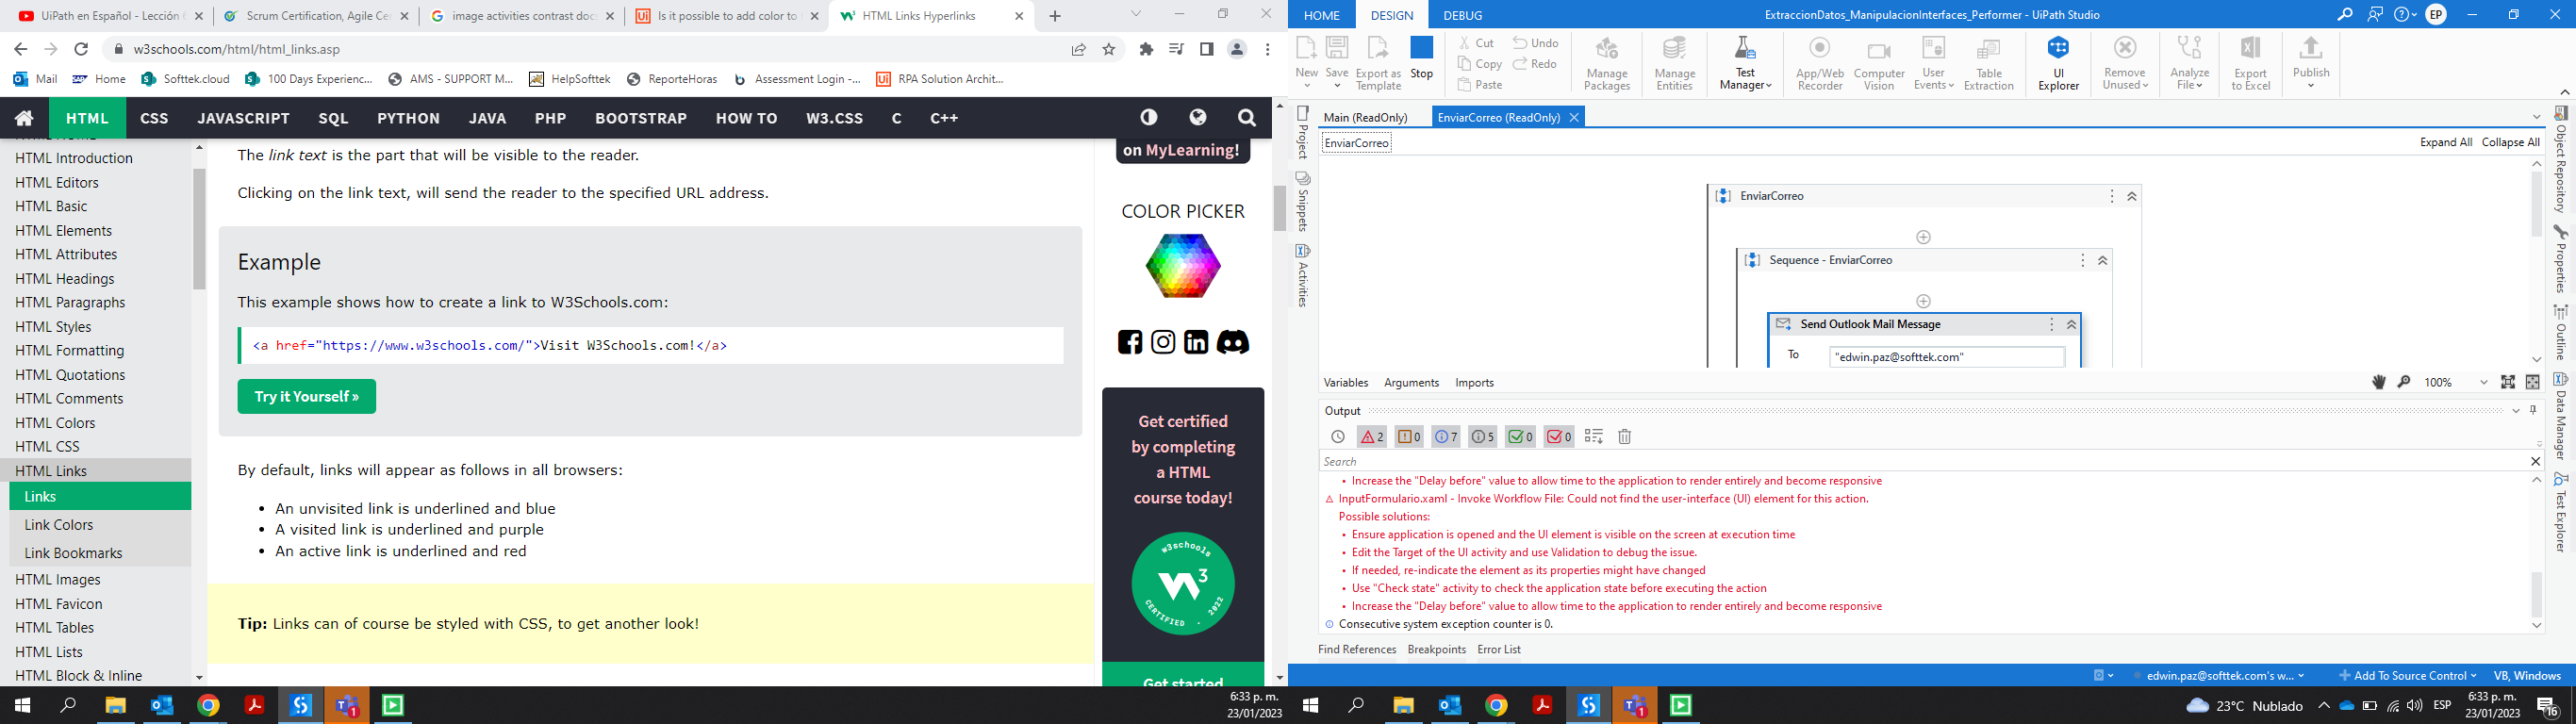 UiPath en Español - Lección 6
Scrum Certification, Agile Ce
image activities contrast doc
Is it possible to add color to
HTML Links Hyperlinks
w3schools.com/html/html_links.asp
Mail
Home
Softtek.cloud
100 Days Experienc...
AMS - SUPPORT M...
HelpSofttek
ReporteHoras
Assessment Login -...
RPA Solution Archit...
HTML
CSS
JAVASCRIPT
SQL
PYTHON
JAVA
PHP
BOOTSTRAP
HOW TO
W3.CSS
C
C++
HTML Introduction
HTML Editors
HTML Basic
HTML Elements
HTML Attributes
HTML Headings
HTML Paragraphs
HTML Styles
HTML Formatting
HTML Quotations
HTML Comments
HTML Colors
HTML CSS
HTML Links
Links
Link Colors
Link Bookmarks
HTML Images
HTML Favicon
HTML Tables
HTML Lists
HTML Block & Inline
The link text is the part that will be visible to the reader.
Clicking on the link text, will send the reader to the specified URL address.
Example
This example shows how to create a link to W3Schools.com:
<a href="https://www.w3schools.com/">Visit W3Schools.com!</a>
Try it Yourself »
By default, links will appear as follows in all browsers:
• An unvisited link is underlined and blue
• A visited link is underlined and purple
• An active link is underlined and red
Tip: Links can of course be styled with CSS, to get another look!
on MyLearning!
COLOR PICKER
Get certified
by completing
a HTML
course today!
w3schools
W3
CERTIFIED . 2022
Get started
6:33 p. m.
23/01/2023
HOME
DESIGN
DEBUG
ExtraccionDatos_ManipulacionInterfaces_Performer - UiPath Studio
EP
New
Save
Export as
Template
Stop
Cut
Copy
Paste
Undo
Redo
Manage
Packages
Manage
Entities
Test
Manager
App/Web
Recorder
Computer
Vision
User
Events
Table
Extraction
UI
Explorer
Remove
Unused
Analyze
File
Export
to Excel
Publish
Main (ReadOnly)
EnviarCorreo (ReadOnly)
EnviarCorreo
Expand All
Collapse All
Project
Snippets
Activities
EnviarCorreo
Sequence - EnviarCorreo
Send Outlook Mail Message
To
"edwin.paz@softtek.com"
Variables
Arguments
Imports
100%
Output
2
0
7
5
0
0
Search
• Increase the "Delay before" value to allow time to the application to render entirely and become responsive
InputFormulario.xaml - Invoke Workflow File: Could not find the user-interface (UI) element for this action.
Possible solutions:
• Ensure application is opened and the UI element is visible on the screen at execution time
• Edit the Target of the UI activity and use Validation to debug the issue.
• If needed, re-indicate the element as its properties might have changed
• Use "Check state" activity to check the application state before executing the action
• Increase the "Delay before" value to allow time to the application to render entirely and become responsive
Consecutive system exception counter is 0.
Find References
Breakpoints
Error List
Object Repository
Properties
Outline
Data Manager
Test Explorer
edwin.paz@softtek.com's w...
Add To Source Control
VB, Windows
23°C Nublado
ESP
6:33 p. m.
23/01/2023
16